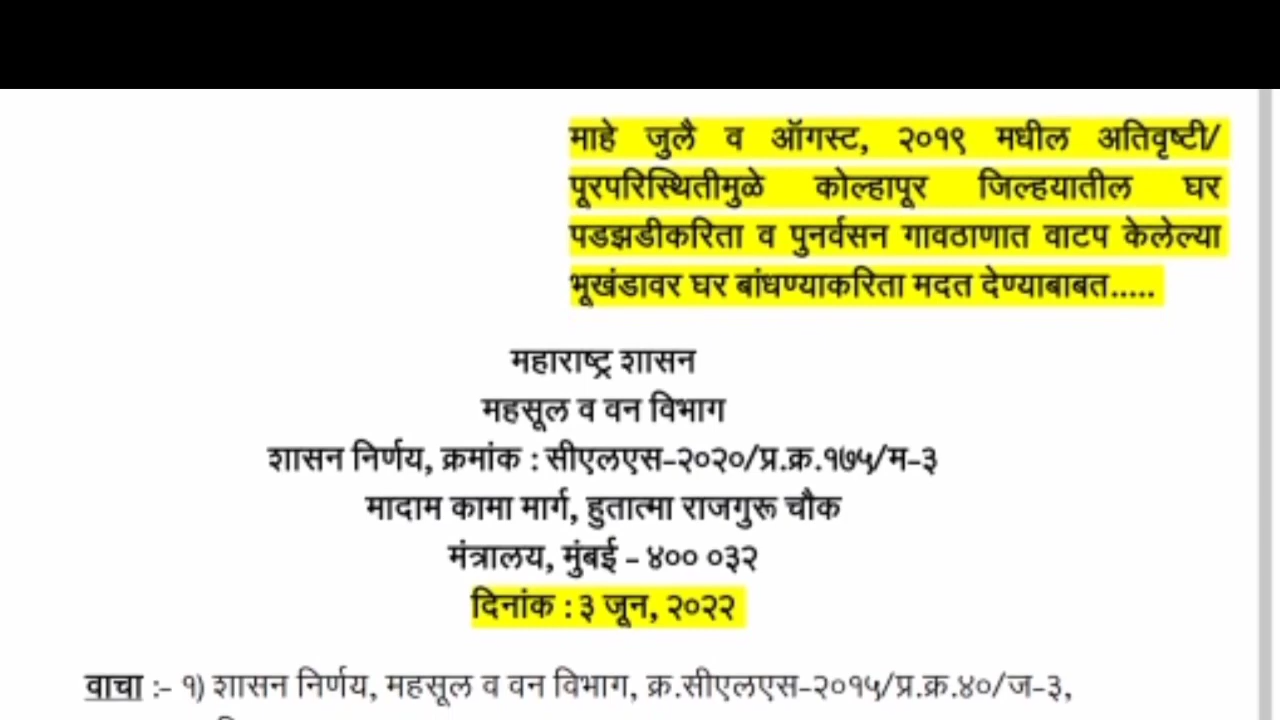 माहे जुलै व ऑगस्ट, २०१९ मधील अतिवृष्टी/
पूरपरिस्थितीमुळे कोल्हापूर जिल्हयातील घर
पडझडीकरिता व पुनर्वसन गावठाणात वाटप केलेल्या
भूखंडावर घर बांधण्याकरिता मदत देण्याबाबत.....
महाराष्ट्र शासन
महसूल व वन विभाग
शासन निर्णय, क्रमांक : सीएलएस-२०२०/प्र.क्र.१७५/म-३
मादाम कामा मार्ग, हुतात्मा राजगुरू चौक
मंत्रालय, मुंबई - ४०० ०३२
दिनांक : ३ जून, २०२२
वाचा :- १) शासन निर्णय, महसूल व वन विभाग, क्र.सीएलएस-२०१५/प्र.क्र.४०/ज-३,